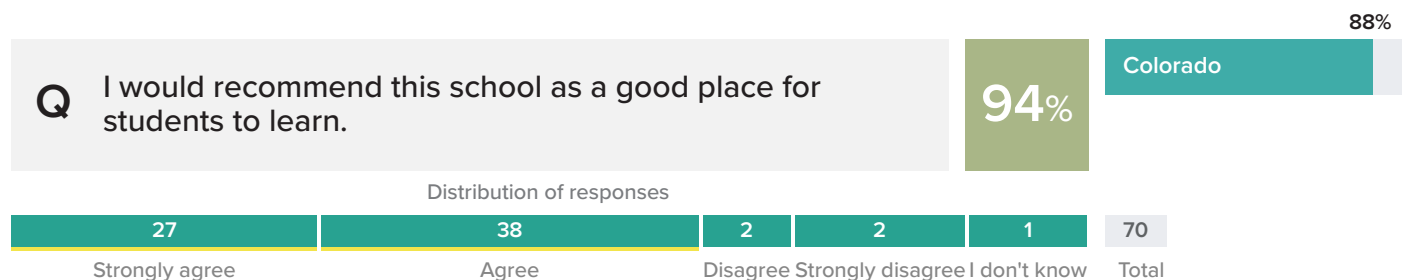 88%
Q
I would recommend this school as a good place for
students to learn.
94%
Colorado
Distribution of responses
27 38 2 2 1 70
Strongly agree Agree Disagree Strongly disagree I don't know Total